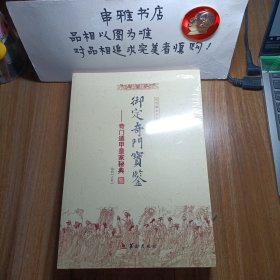 串雅书店
品相以图为准
对品相追求完美者慎购！
御定奇門寶鑑
——奇门遁甲皇家秘典
华龄出版社